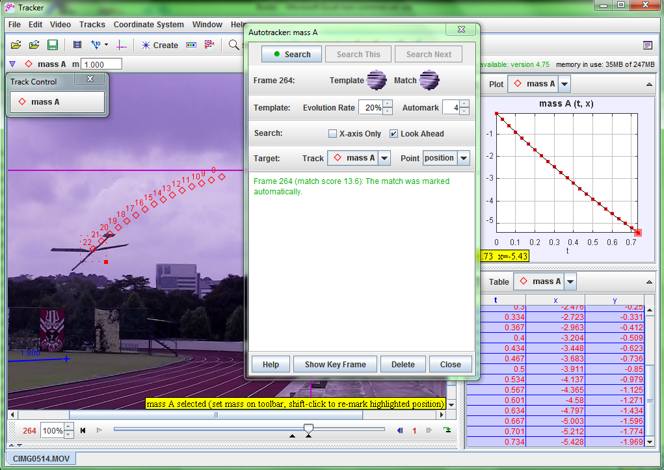 Tracker
File Edit Video Tracks Coordinate System Window Help
Create
available: version 4.75 memory in use: 35MB of 247MB
mass A m 1.000
Track Control
mass A
Autotracker: mass A
Search Search This Search Next
Frame 264: Template Match
Template: Evolution Rate 20% Automark 4
Search: X-axis Only Look Ahead
Target: Track mass A Point position
Frame 264 (match score 13.6): The match was marked
automatically.
Help Show Key Frame Delete Close
8
9
10
11
12
13
14
15
16
17
18
19
20
21
22
1.000
mass A selected (set mass on toolbar, shift-click to re-mark highlighted position)
264 100% 1
CIMG0514.MOV
Plot mass A
mass A (t, x)
-1
-2
-3
-4
-5
0 0.1 0.2 0.3 0.4 0.5 0.6 0.7
t
.73 x=-5.43
Table mass A
t x y
0.3 -2.476 -0.25
0.334 -2.723 -0.331
0.367 -2.963 -0.412
0.4 -3.204 -0.509
0.434 -3.448 -0.623
0.467 -3.683 -0.736
0.5 -3.911 -0.85
0.534 -4.137 -0.979
0.567 -4.365 -1.125
0.601 -4.58 -1.271
0.634 -4.797 -1.434
0.667 -5.003 -1.596
0.701 -5.212 -1.774
0.734 -5.428 -1.969